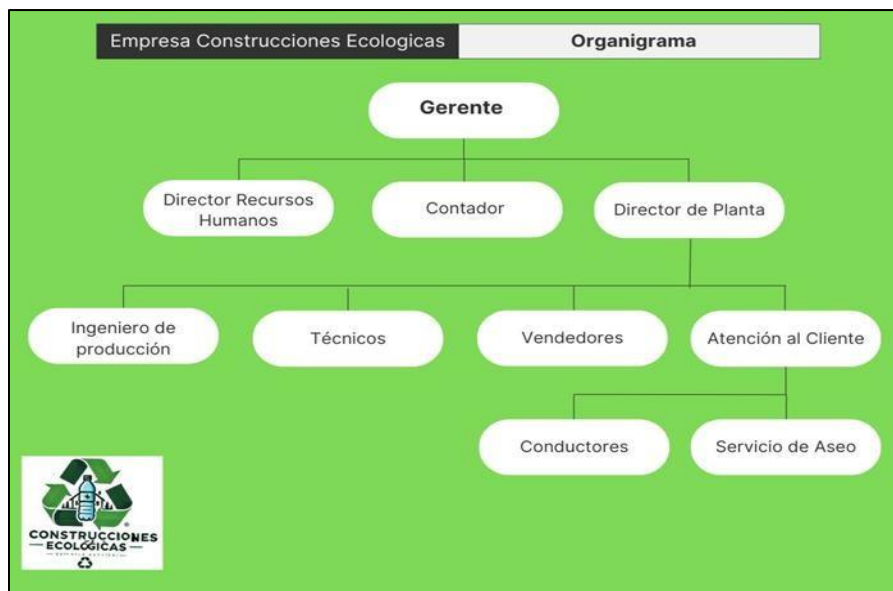 Empresa Construcciones Ecologicas
Organigrama
Gerente
Director Recursos
Humanos
Contador
Director de Planta
Ingeniero de
producción
Técnicos
Vendedores
Atención al Cliente
Conductores
Servicio de Aseo
CONSTRUCCIONES
ECOLÓGICAS